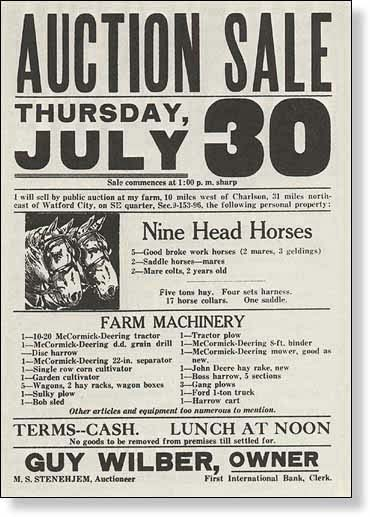 AUCTION SALE
THURSDAY,
JULY 30
Sale commences at 1:00 p. m. sharp
I will sell by public auction at my farm, 10 miles west of Charlson, 31 miles north-
east of Watford City, on SE quarter, Sec.9-153-96, the following personal property:
Nine Head Horses
5—Good broke work horses (2 mares, 3 geldings)
2—Saddle horses—mares
2—Mare colts, 2 years old
Five tons hay. Four sets harness.
17 horse collars. One saddle.
FARM MACHINERY
1—10-20 McCormick-Deering tractor
1—McCormick-Deering d.d. grain drill
—Disc harrow
1—McCormick-Deering 22-in. separator
1—Single row corn cultivator
1—Garden cultivator
5—Wagons, 2 hay racks, wagon boxes
1—Sulky plow
1—Bob sled
1—Tractor plow
1—McCormick-Deering 8-ft. binder
1—McCormick-Deering mower, good as
new.
1—John Deere hay rake, new
1—Boss harrow, 5 sections
3—Gang plows
1—Ford 1-ton truck
1—Harrow cart
Other articles and equipment too numerous to mention.
TERMS--CASH. LUNCH AT NOON
No goods to be removed from premises till settled for.
GUY WILBER, OWNER
M. S. STENEHJEM, Auctioneer First International Bank, Clerk.